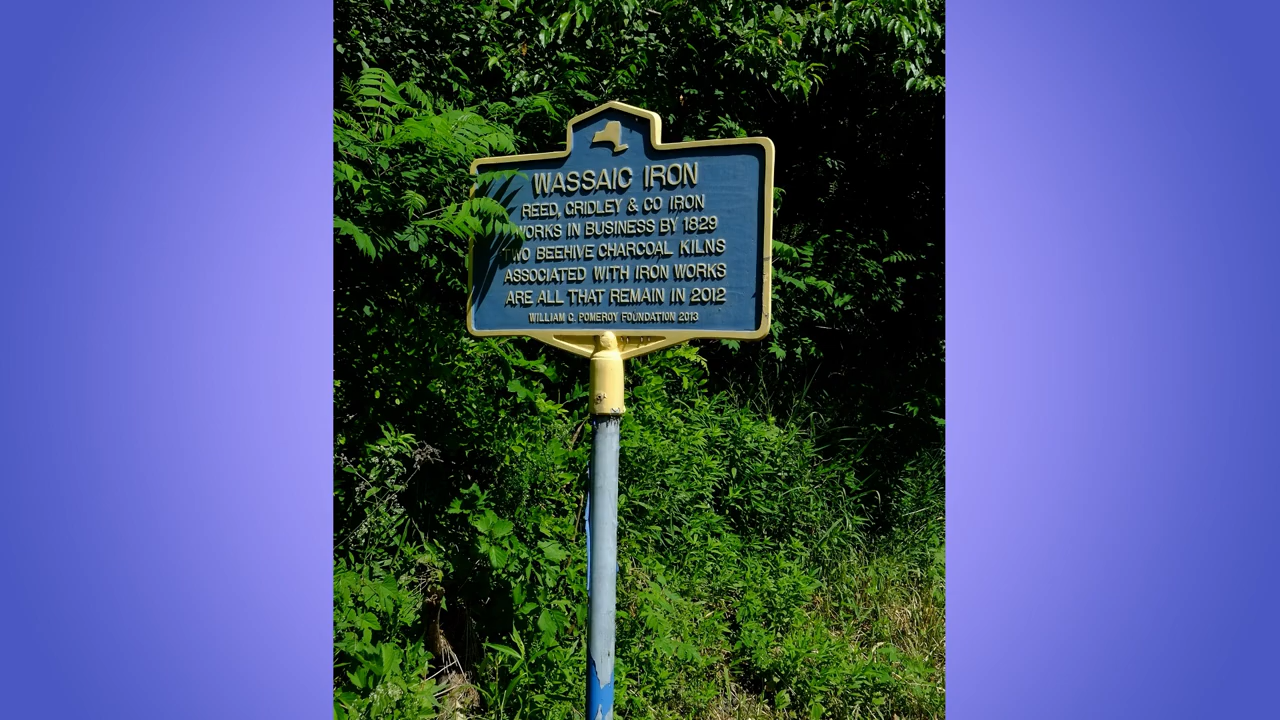 WASSAIC IRON
REED, GRIDLEY & CO IRON
WORKS IN BUSINESS BY 1829
TWO BEEHIVE CHARCOAL KILNS
ASSOCIATED WITH IRON WORKS
ARE ALL THAT REMAIN IN 2012
WILLIAM G. POMEROY FOUNDATION 2013